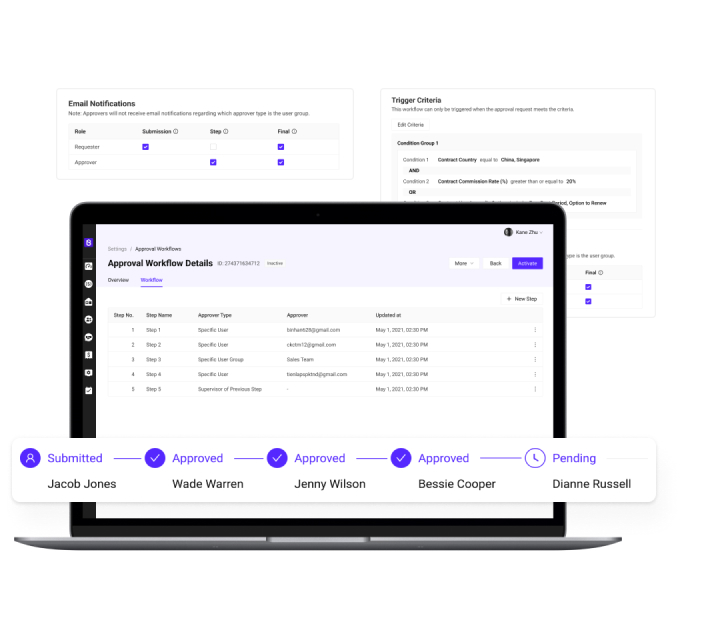 Email Notifications
Note: Approvers will not receive email notifications regarding which approver type is the user group.
Role Submission Step Final
Requester
Approver
Trigger Criteria
This workflow can only be triggered when the approval request meets the criteria.
Edit Criteria
Condition Group 1
Condition 1 Contract Country equal to China, Singapore
AND
Condition 2 Contract Commission Rate (%) greater than or equal to 20%
OR
Period, Option to Renew
type is the user group.
Final
Kane Zhu
Settings / Approval Workflows
Approval Workflow Details ID: 274371634712 Inactive
More Back Activate
Overview Workflow
+ New Step
Step No. Step Name Approver Type Approver Updated at
1 Step 1 Specific User May 1, 2021, 02:30 PM
2 Step 2 Specific User ckctm12@gmail.com May 1, 2021, 02:30 PM
3 Step 3 Specific User Group Sales Team May 1, 2021, 02:30 PM
4 Step 4 Specific User May 1, 2021, 02:30 PM
5 Step 5 Supervisor of Previous Step - May 1, 2021, 02:30 PM
Submitted Approved Approved Approved Pending
Jacob Jones Wade Warren Jenny Wilson Bessie Cooper Dianne Russell